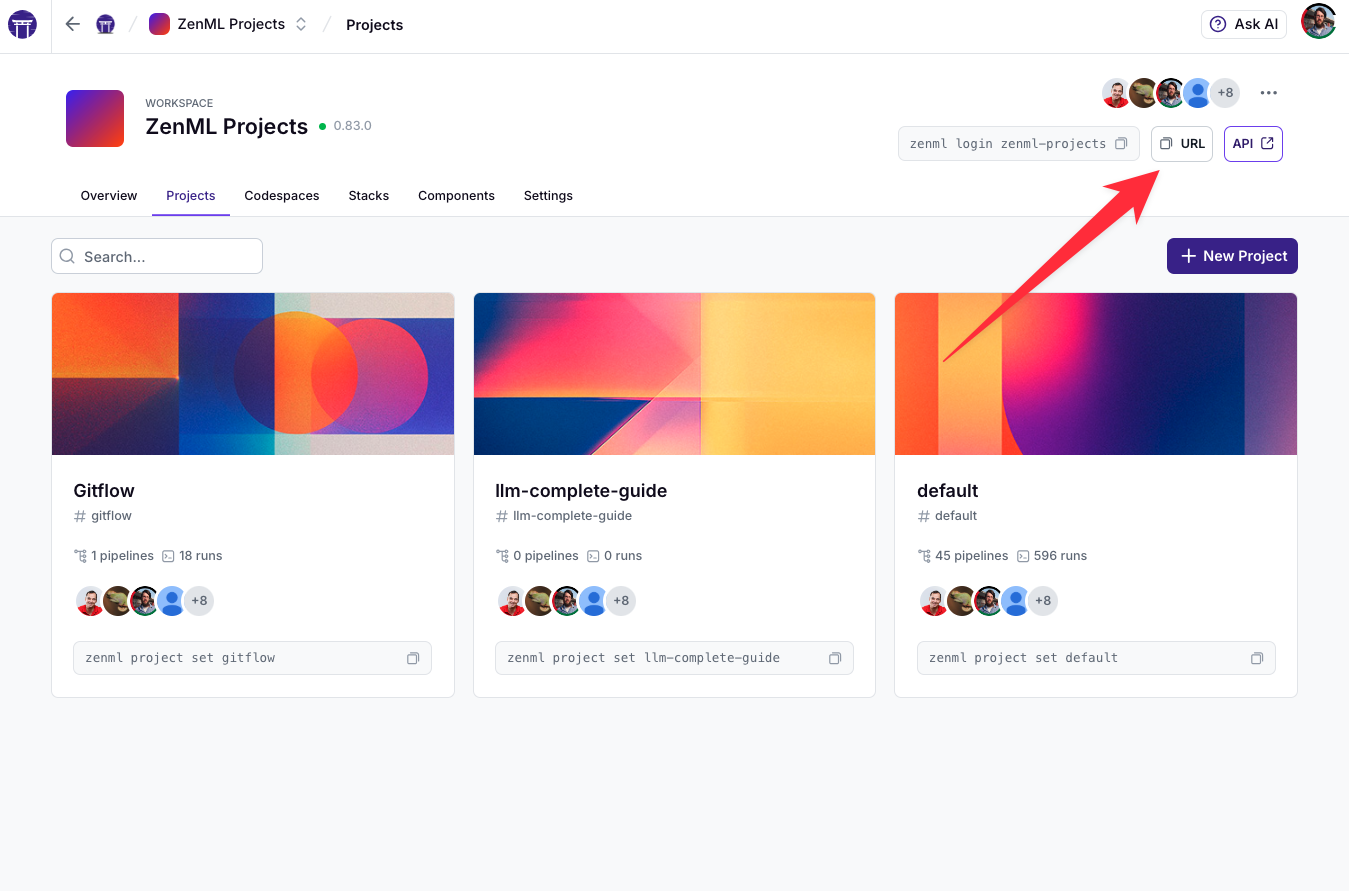 ZenML Projects
Projects
Ask AI
WORKSPACE
ZenML Projects
0.83.0
+8
zenml login zenml-projects
URL
API
Overview
Projects
Codespaces
Stacks
Components
Settings
Search...
New Project
Gitflow
# gitflow
1 pipelines 18 runs
+8
zenml project set gitflow
llm-complete-guide
# llm-complete-guide
0 pipelines 0 runs
+8
zenml project set llm-complete-guide
default
# default
45 pipelines 596 runs
+8
zenml project set default